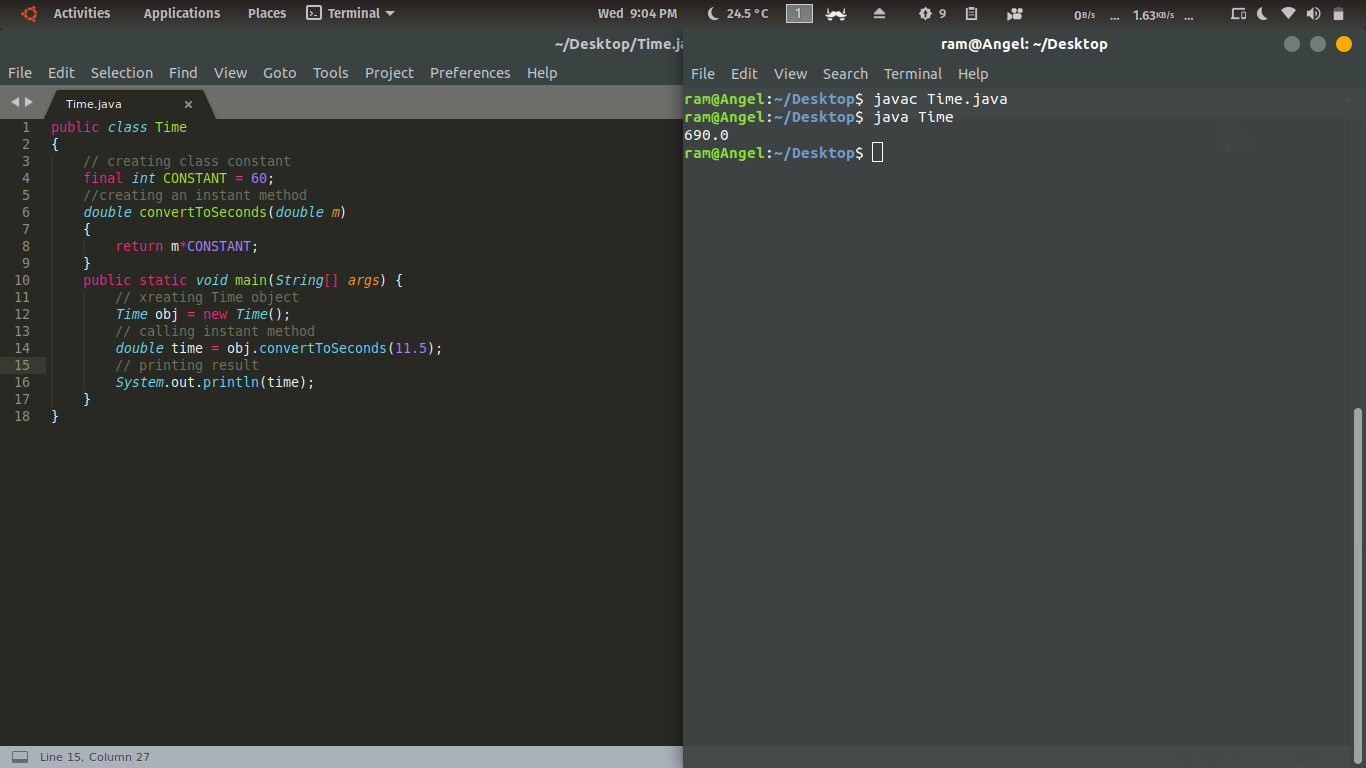 Activities Applications Places Terminal Wed 9:04 PM 24.5 °C 1 9 0B/s ... 1.63KB/s ...
~/Desktop/Time.ja
File Edit Selection Find View Goto Tools Project Preferences Help
Time.java ×
1 public class Time
2 {
3 // creating class constant
4 final int CONSTANT = 60;
5 //creating an instant method
6 double convertToSeconds(double m)
7 {
8 return m*CONSTANT;
9 }
10 public static void main(String[] args) {
11 // xreating Time object
12 Time obj = new Time();
13 // calling instant method
14 double time = obj.convertToSeconds(11.5);
15 // printing result
16 System.out.println(time);
17 }
18 }
Line 15, Column 27
ram@Angel: ~/Desktop
File Edit View Search Terminal Help
ram@Angel:~/Desktop$ javac Time.java
ram@Angel:~/Desktop$ java Time
690.0
ram@Angel:~/Desktop$